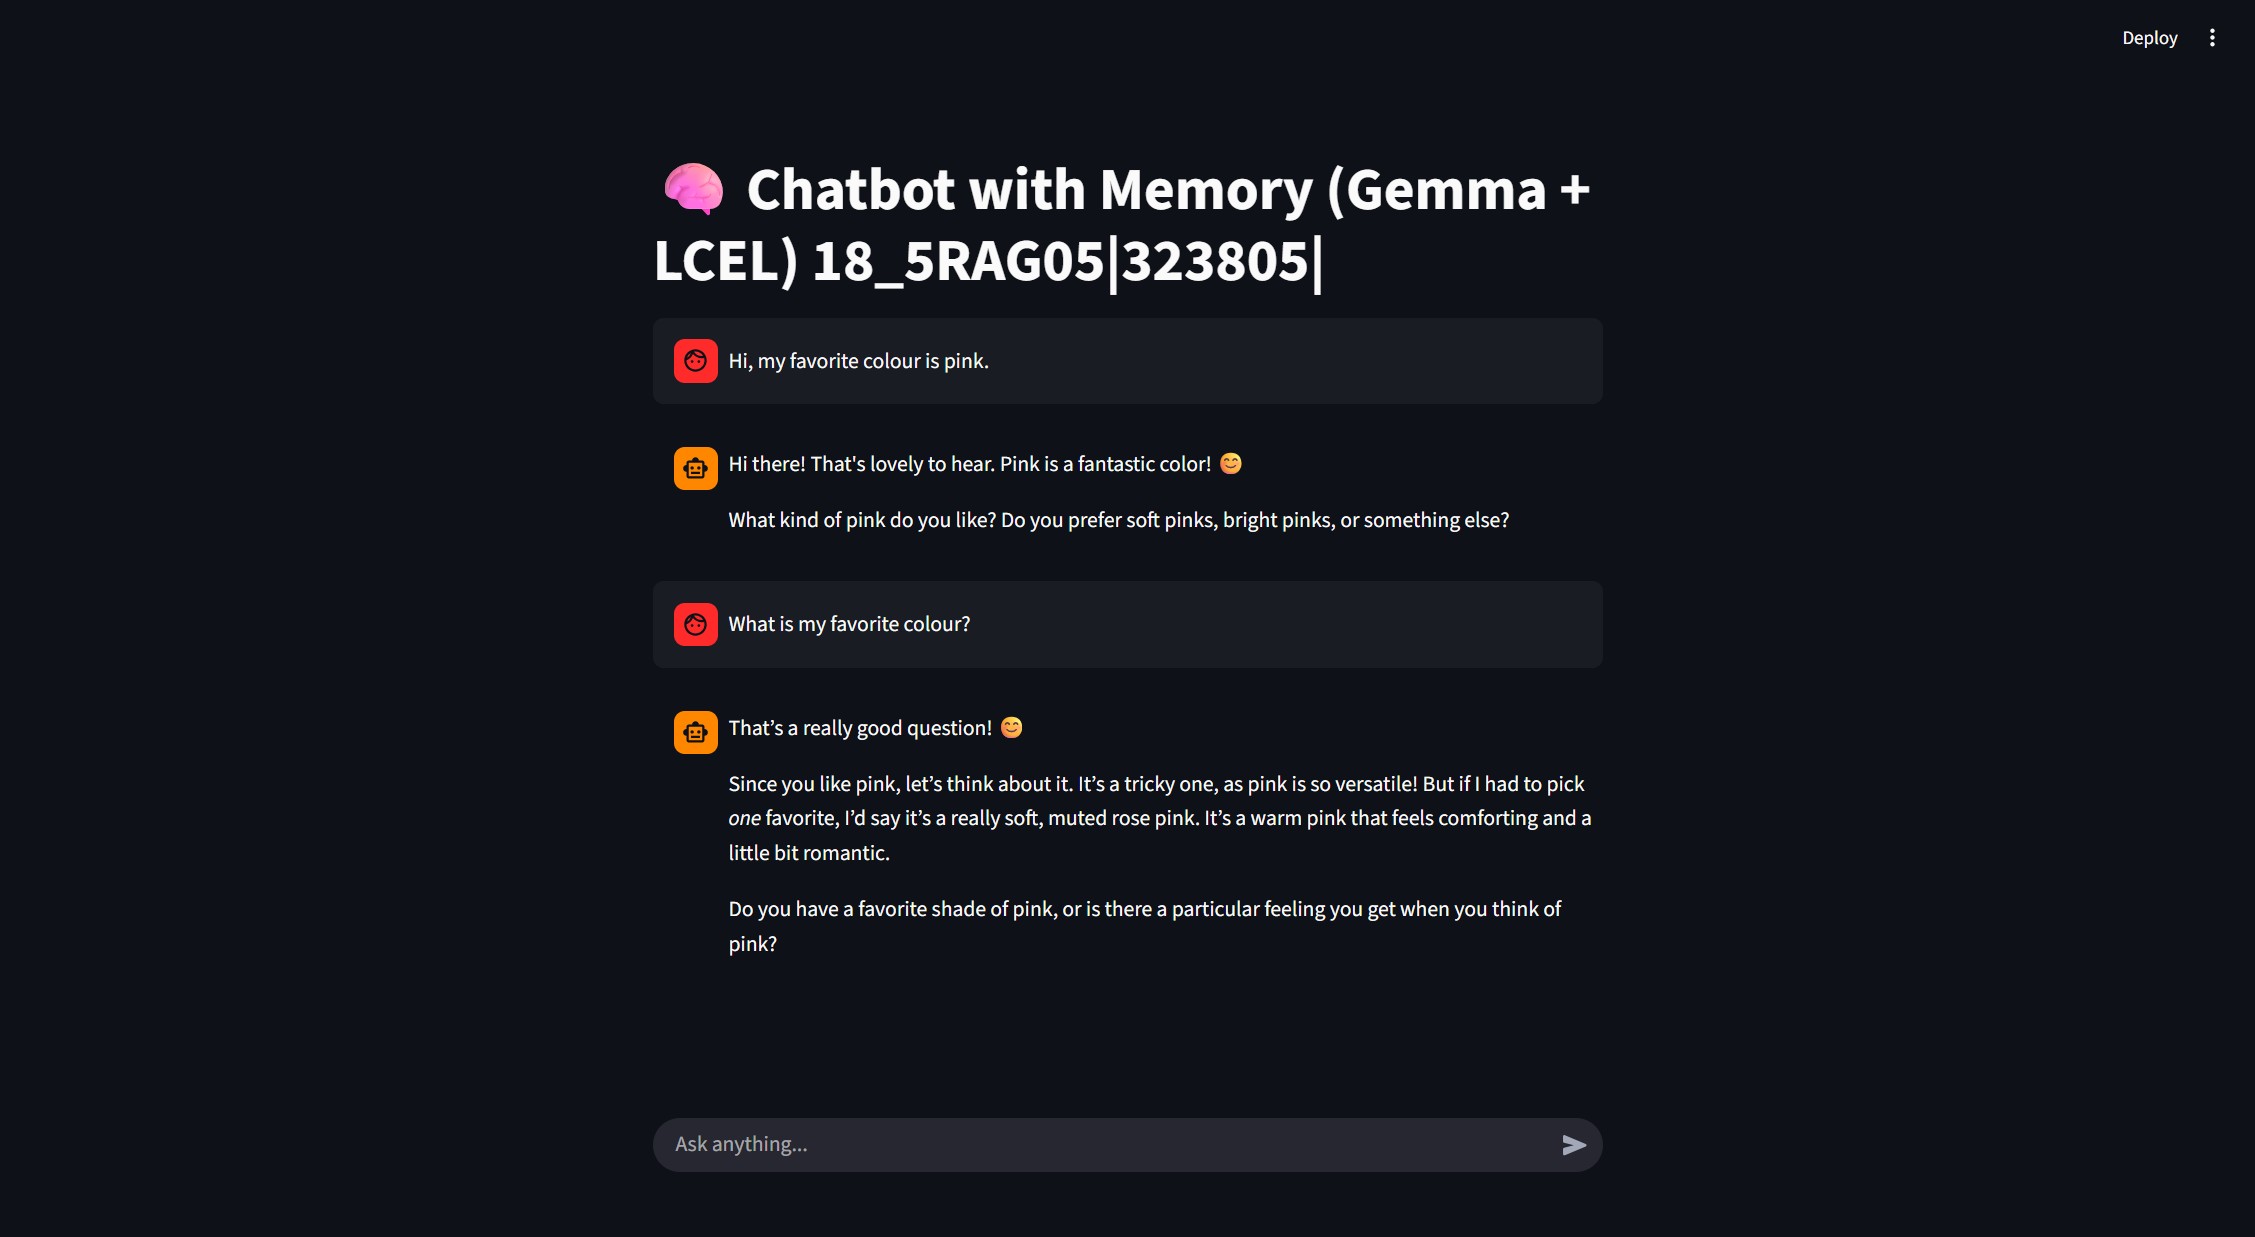 Deploy
🧠 Chatbot with Memory (Gemma +
LCEL) 18_5RAG05|323805|
Hi, my favorite colour is pink.
Hi there! That's lovely to hear. Pink is a fantastic color! 😊
What kind of pink do you like? Do you prefer soft pinks, bright pinks, or something else?
What is my favorite colour?
That’s a really good question! 😊
Since you like pink, let’s think about it. It’s a tricky one, as pink is so versatile! But if I had to pick
one favorite, I’d say it’s a really soft, muted rose pink. It’s a warm pink that feels comforting and a
little bit romantic.
Do you have a favorite shade of pink, or is there a particular feeling you get when you think of
pink?
Ask anything...